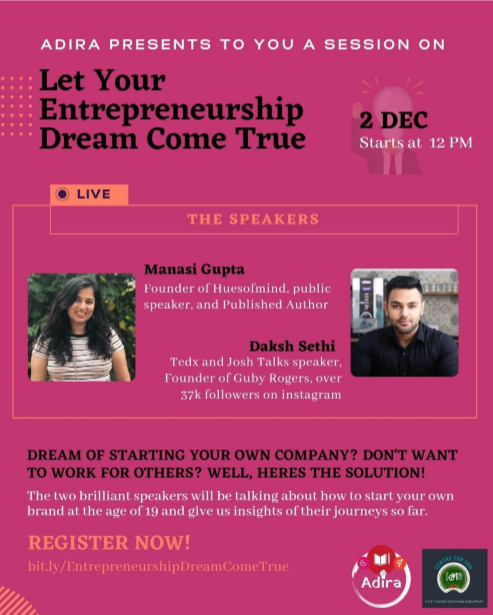 ADIRA PRESENTS TO YOU A SESSION ON
Let Your
Entrepreneurship
Dream Come True
2 DEC
Starts at 12 PM
LIVE
THE SPEAKERS
Manasi Gupta
Founder of Huesofmind, public
speaker, and Published Author
Daksh Sethi
Tedx and Josh Talks speaker,
Founder of Guby Rogers, over
37k followers on instagram
DREAM OF STARTING YOUR OWN COMPANY? DON'T WANT
TO WORK FOR OTHERS? WELL, HERES THE SOLUTION!
The two brilliant speakers will be talking about how to start your own
brand at the age of 19 and give us insights of their journeys so far.
REGISTER NOW!
bit.ly/EntrepreneurshipDreamComeTrue
Adira
CENTRE FOR